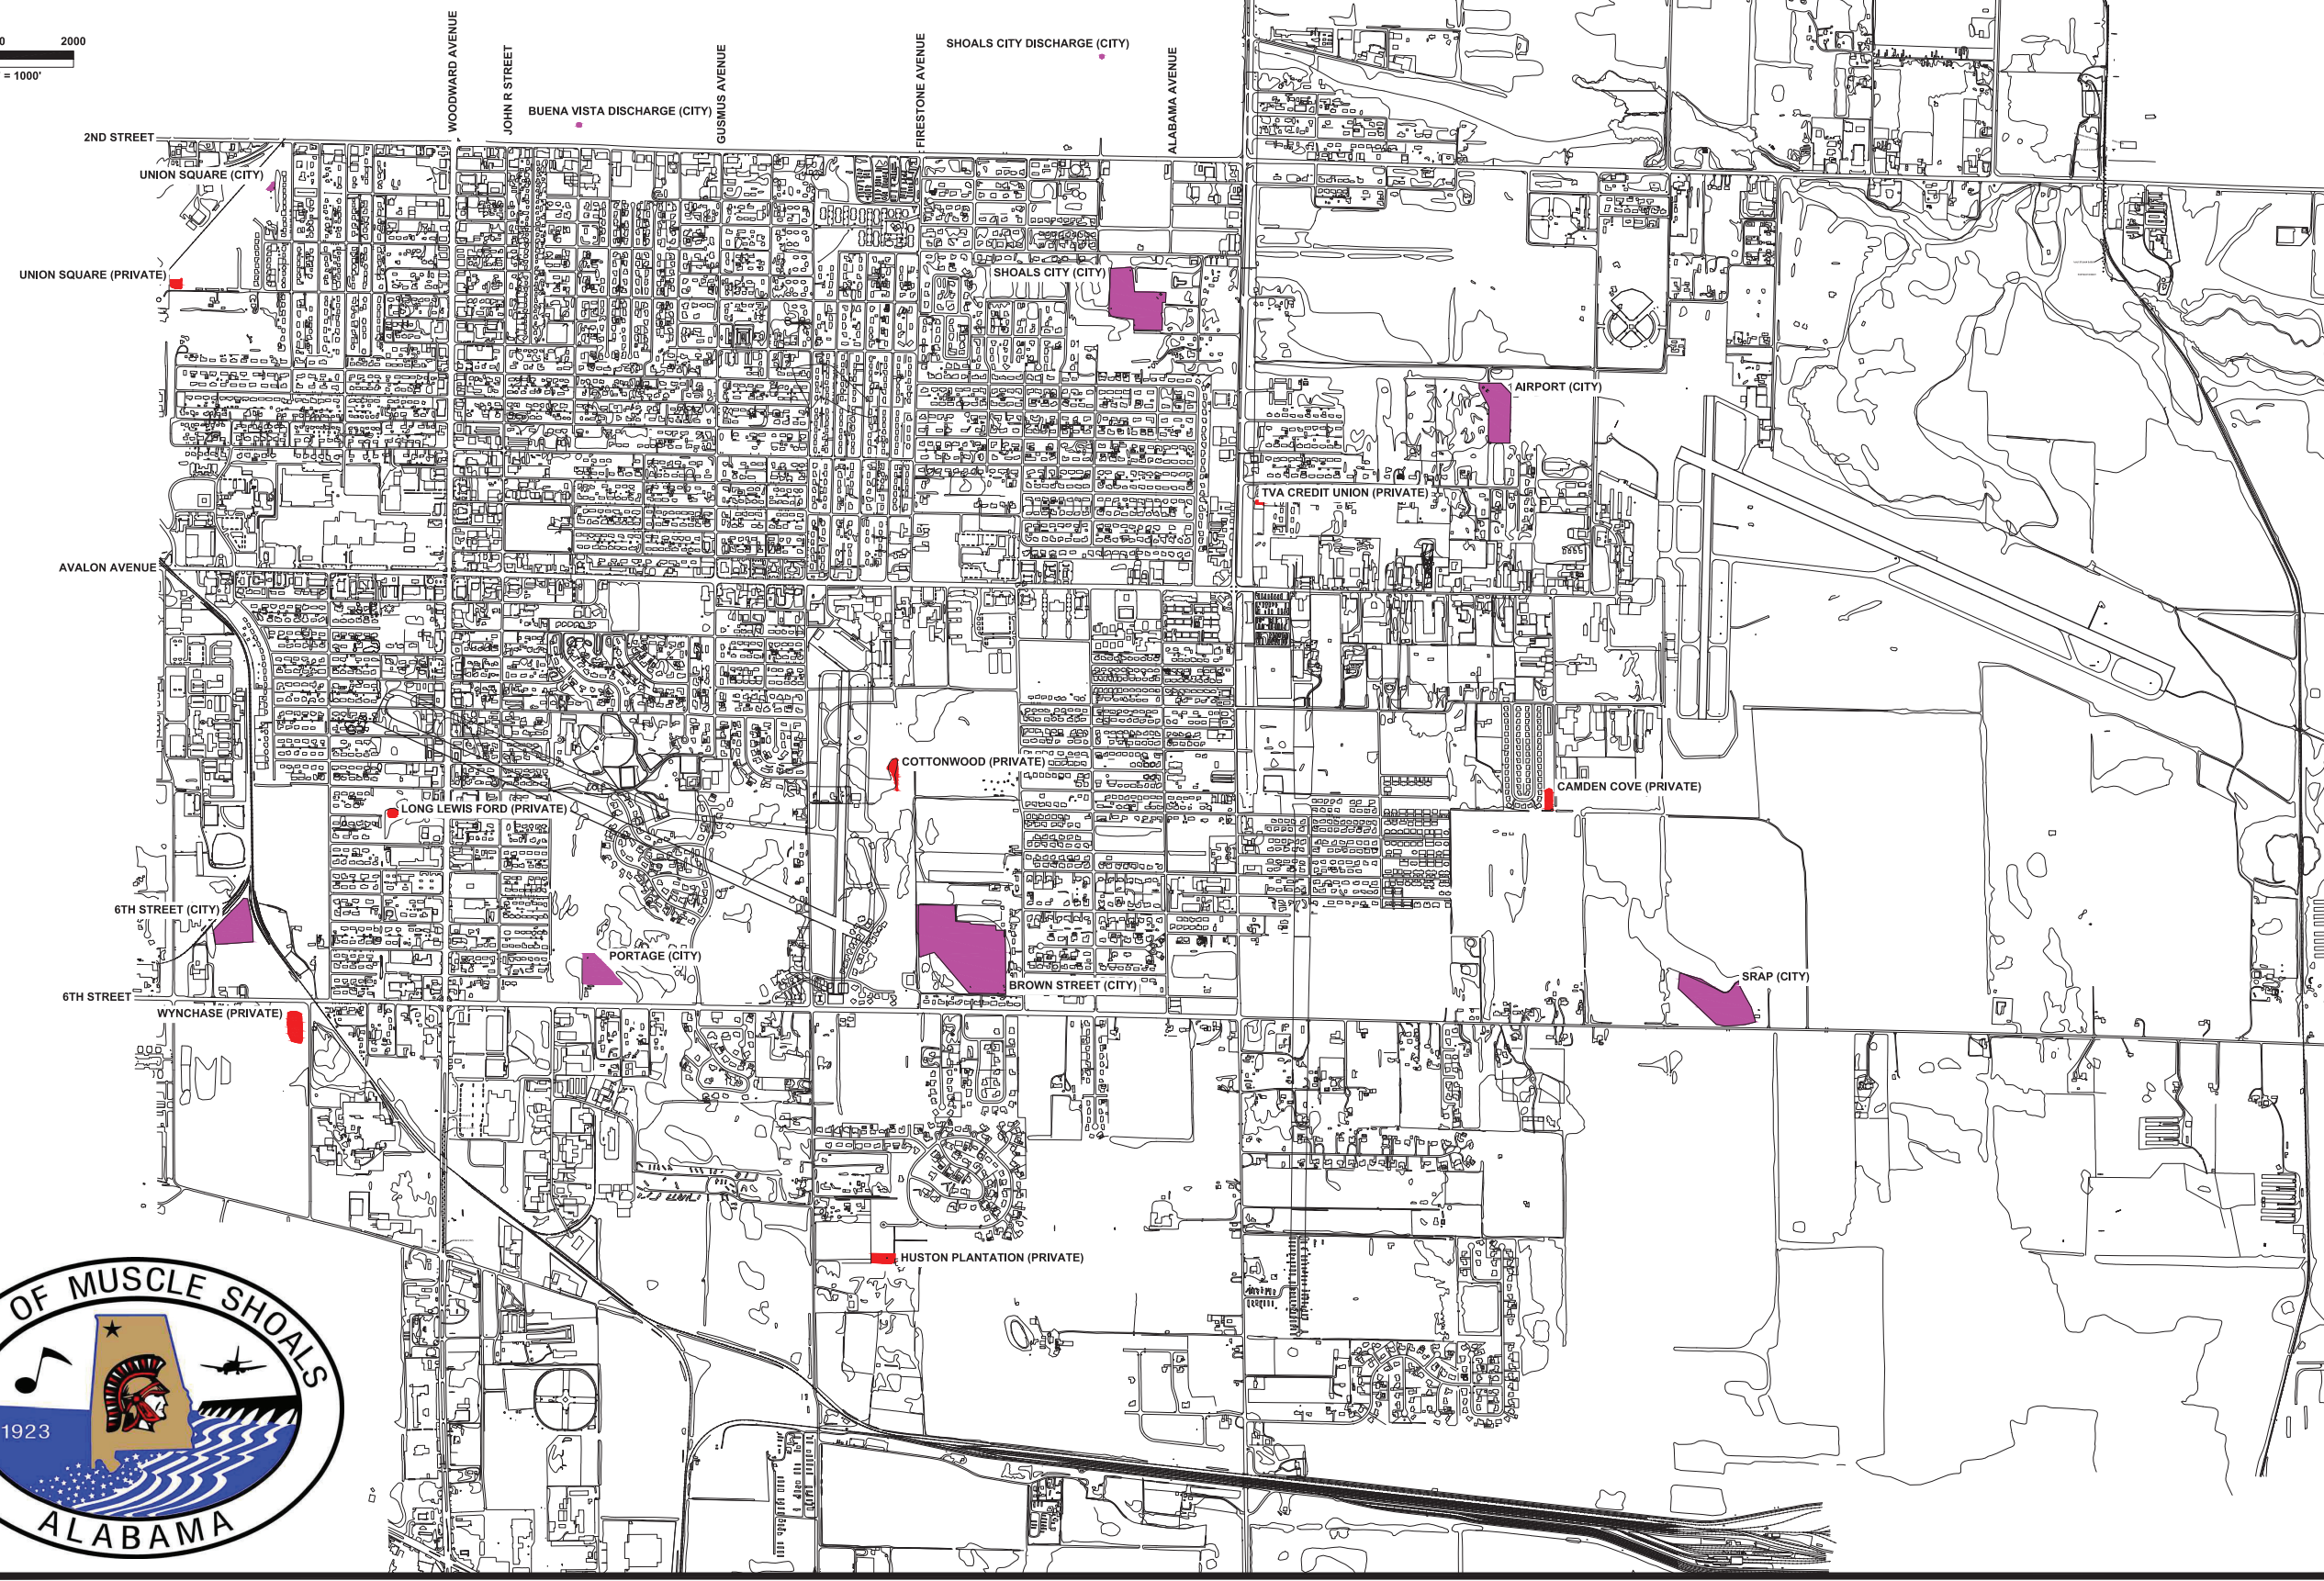 0 2000
= 1000'
WOODWARD AVENUE
JOHN R STREET
GUSMUS AVENUE
FIRESTONE AVENUE
ALABAMA AVENUE
SHOALS CITY DISCHARGE (CITY)
BUENA VISTA DISCHARGE (CITY)
2ND STREET
UNION SQUARE (CITY)
UNION SQUARE (PRIVATE)
SHOALS CITY (CITY)
AIRPORT (CITY)
TVA CREDIT UNION (PRIVATE)
AVALON AVENUE
COTTONWOOD (PRIVATE)
CAMDEN COVE (PRIVATE)
LONG LEWIS FORD (PRIVATE)
6TH STREET (CITY)
PORTAGE (CITY)
BROWN STREET (CITY)
SRAP (CITY)
6TH STREET
WYNCHASE (PRIVATE)
HUSTON PLANTATION (PRIVATE)
OF MUSCLE SHOALS
1923
ALABAMA